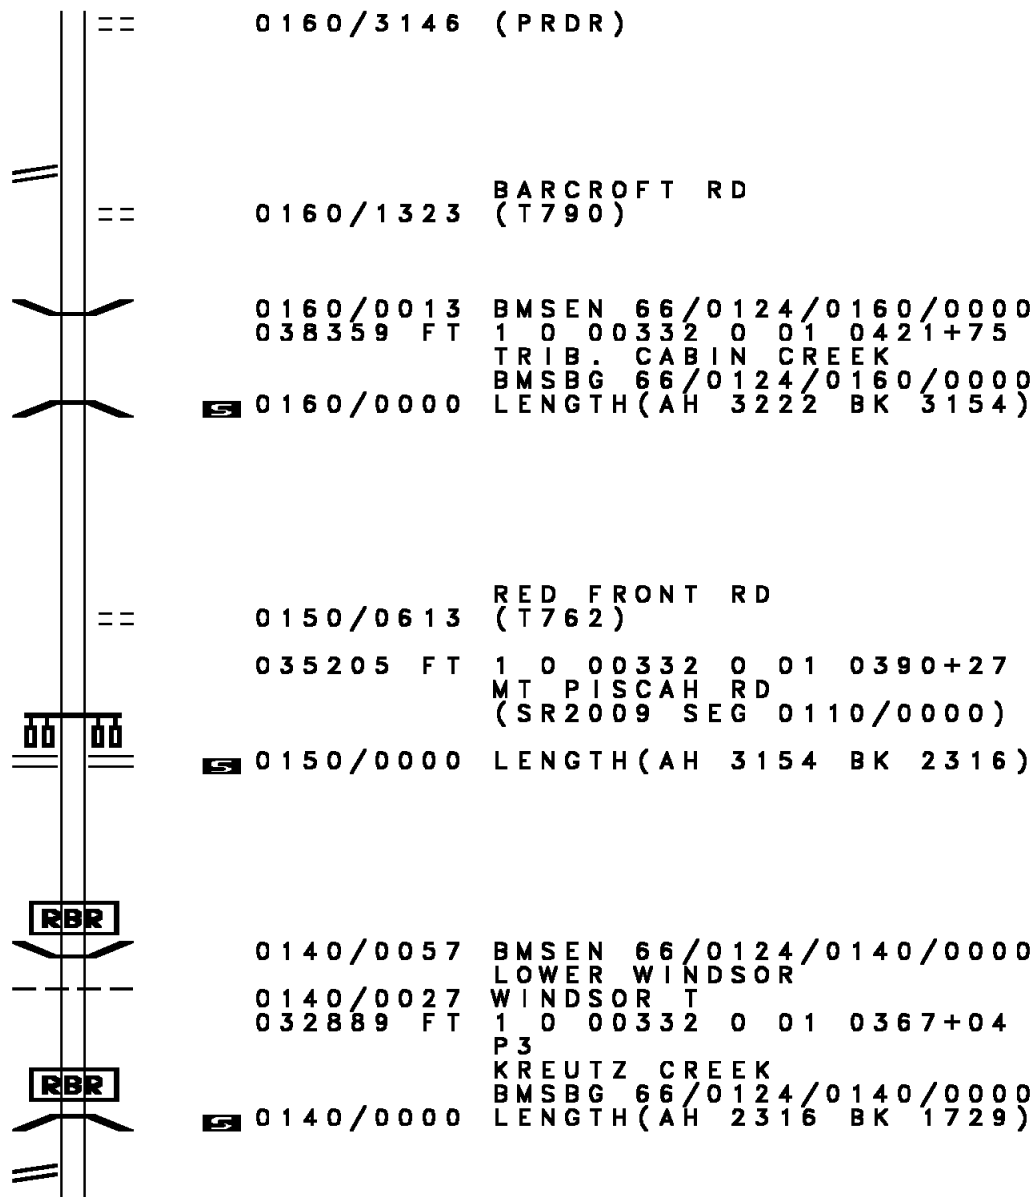 0160/3146 (PRDR)
BARCROFT RD
0160/1323 (T790)
0160/0013 BMSEN 66/0124/0160/0000
038359 FT 1 0 00332 0 01 0421+75
TRIB. CABIN CREEK
BMSBG 66/0124/0160/0000
S 0160/0000 LENGTH(AH 3222 BK 3154)
RED FRONT RD
0150/0613 (T762)
035205 FT 1 0 00332 0 01 0390+27
MT PISCAH RD
(SR2009 SEG 0110/0000)
S 0150/0000 LENGTH(AH 3154 BK 2316)
RBR
0140/0057 BMSEN 66/0124/0140/0000
LOWER WINDSOR
0140/0027 WINDSOR T
032889 FT 1 0 00332 0 01 0367+04
P3
KREUTZ CREEK
RBR
BMSBG 66/0124/0140/0000
S 0140/0000 LENGTH(AH 2316 BK 1729)